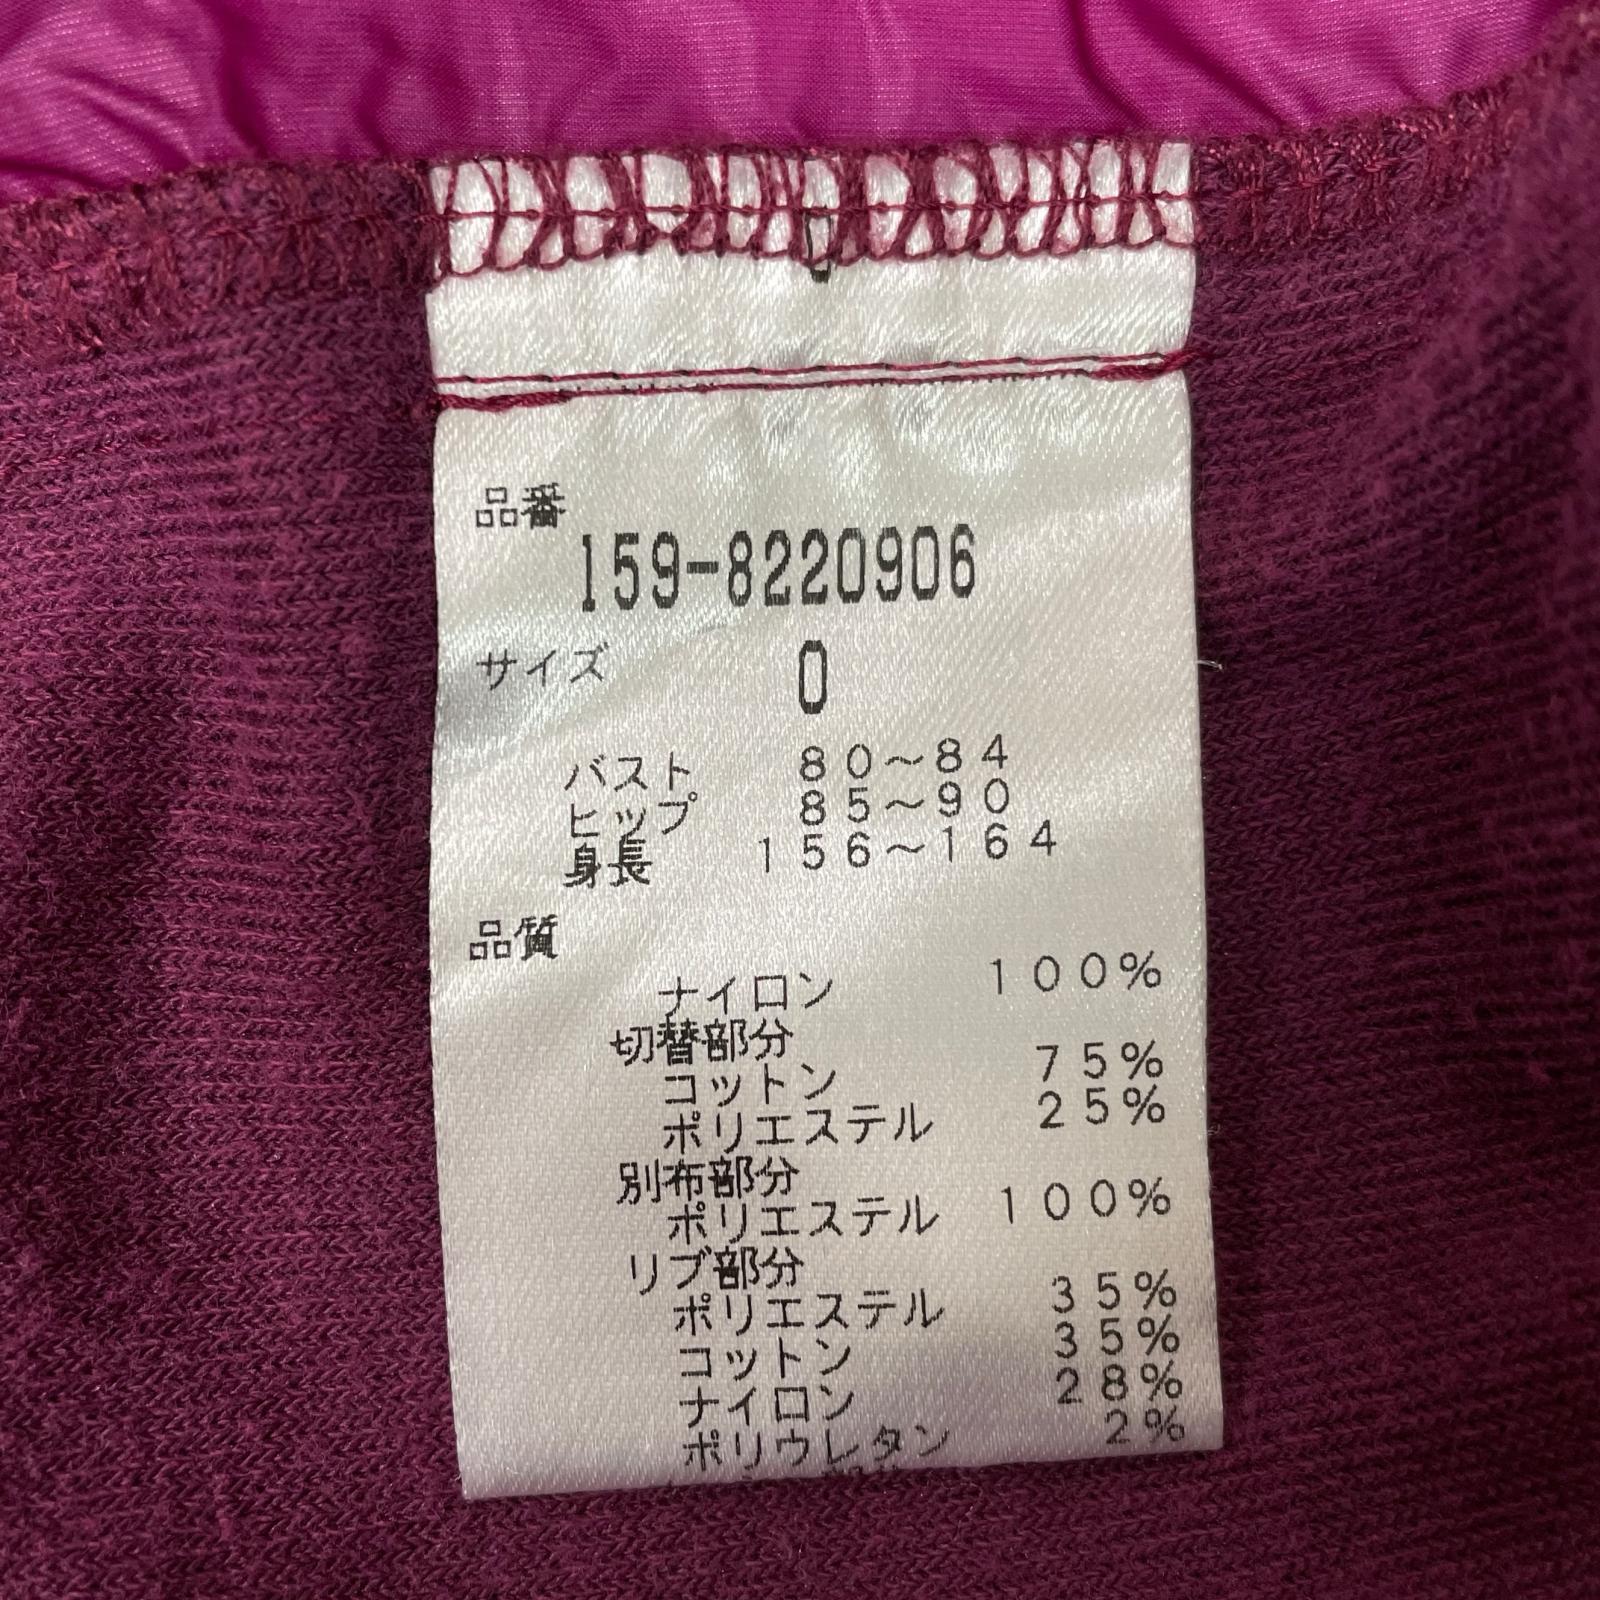 品番
159-8220906
サイズ 0
バスト 80～84
ヒップ 85～90
身長 156～164
品質
ナイロン 100%
切替部分
コットン 75%
ポリエステル 25%
別布部分
ポリエステル 100%
リブ部分
ポリエステル 35%
コットン 35%
ナイロン 28%
ポリウレタン 2%